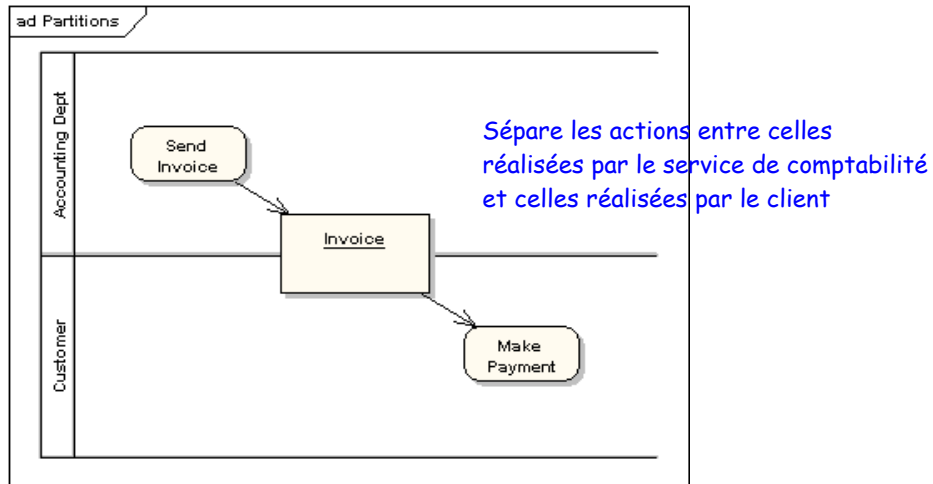 ad Partitions
Accounting Dept
Send
Invoice
Sépare les actions entre celles
réalisées par le service de comptabilité
et celles réalisées par le client
Invoice
Customer
Make
Payment